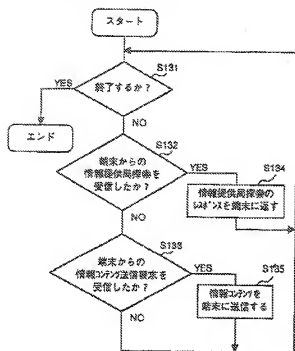 スタート
S131
YES
終了するか？
エンド
NO
S132
端末からの
情報提供局探索を
受信したか？
YES
S134
情報提供局探索の
レスポンスを端末に返す
NO
S133
端末からの
情報コンテンツ送信要求を
受信したか？
YES
S135
情報コンテンツを
端末に送信する
NO